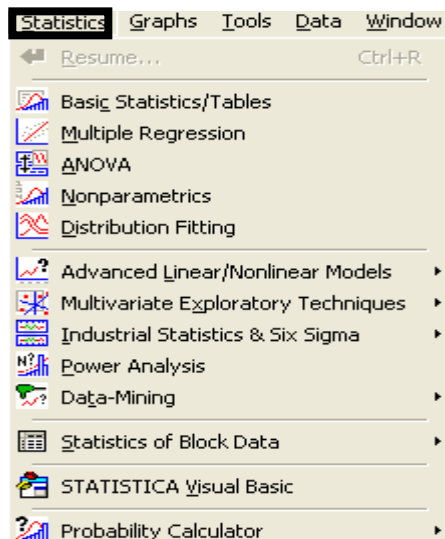 Statistics Graphs Tools Data Window
Resume... Ctrl+R
Basic Statistics/Tables
Multiple Regression
ANOVA
Nonparametrics
Distribution Fitting
Advanced Linear/Nonlinear Models
Multivariate Exploratory Techniques
Industrial Statistics & Six Sigma
Power Analysis
Data-Mining
Statistics of Block Data
STATISTICA Visual Basic
Probability Calculator